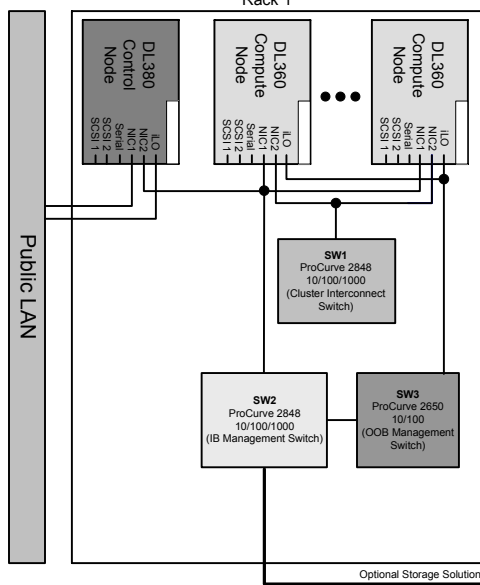 Rack 1
DL380
Control
Node
SCSI 1
SCSI 2
Serial
NIC1
NIC2
iLO
DL360
Compute
Node
SCSI 1
SCSI 2
Serial
NIC1
NIC2
iLO
DL360
Compute
Node
SCSI 1
SCSI 2
Serial
NIC1
NIC2
iLO
Public LAN
SW1
ProCurve 2848
10/100/1000
(Cluster Interconnect
Switch)
SW2
ProCurve 2848
10/100/1000
(IB Management Switch)
SW3
ProCurve 2650
10/100
(OOB Management
Switch)
Optional Storage Solution